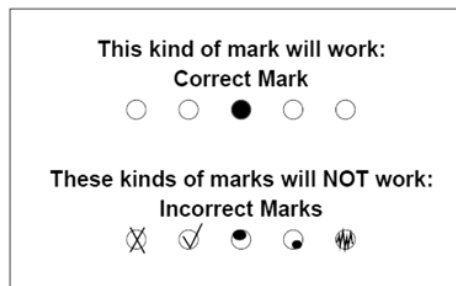 This kind of mark will work:
Correct Mark
These kinds of marks will NOT work:
Incorrect Marks